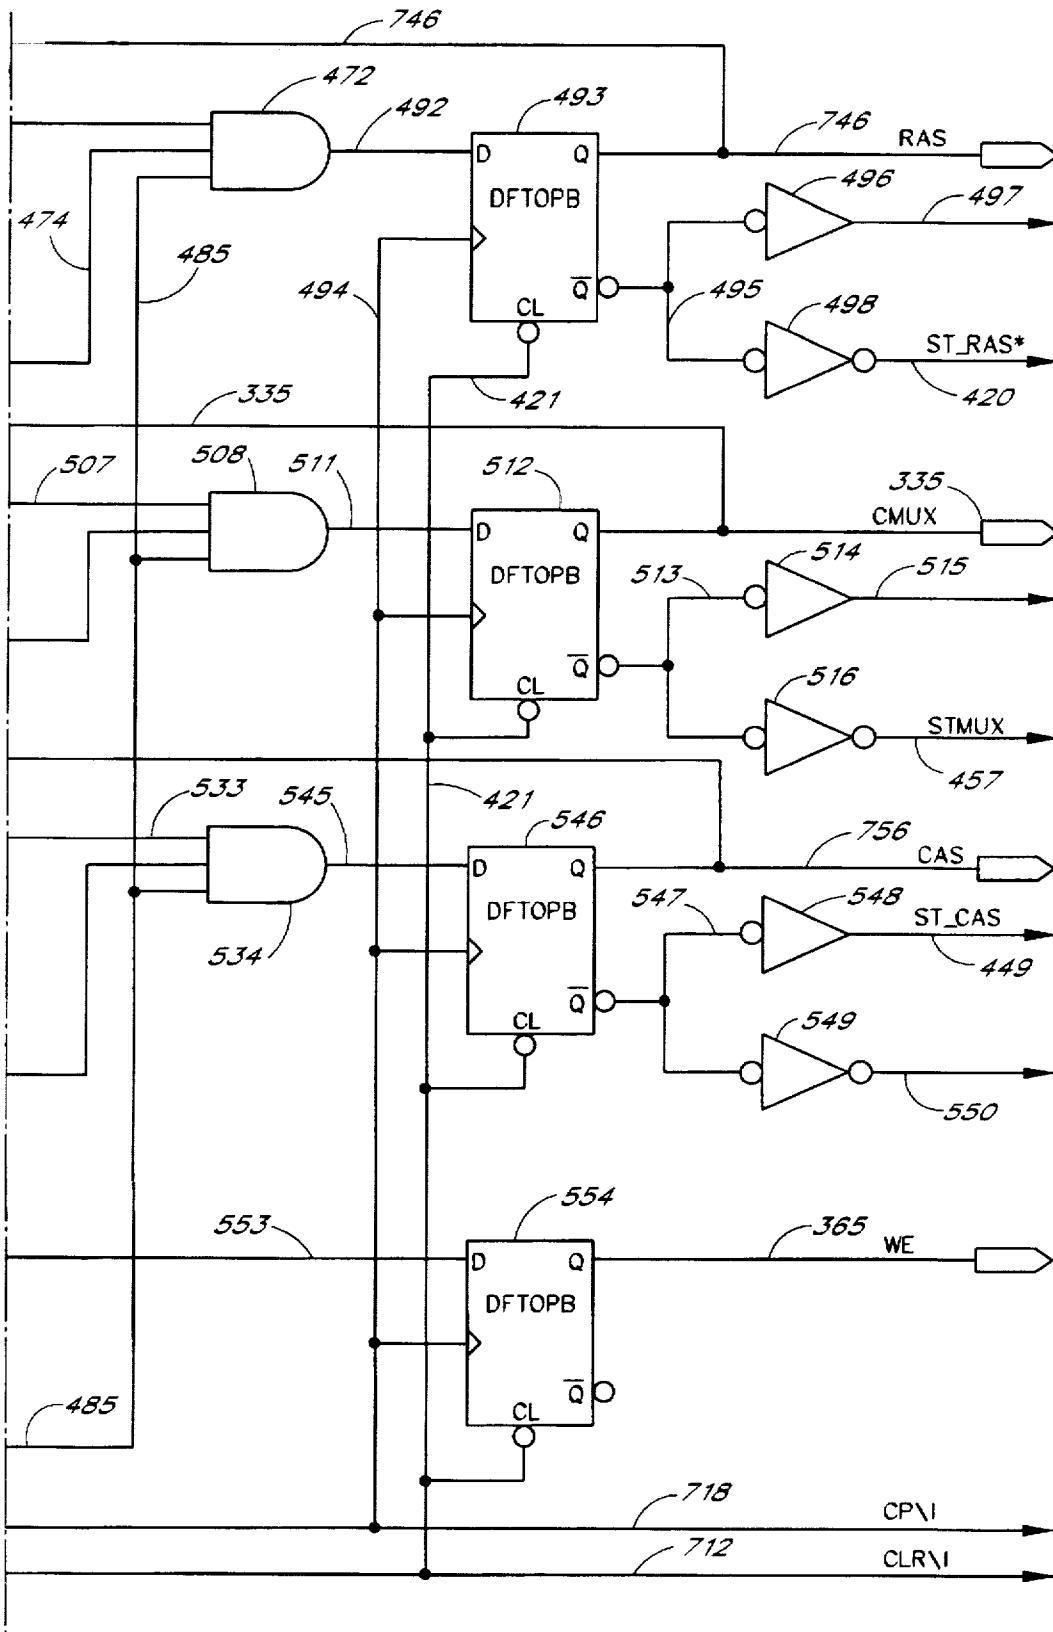 746
472
492
493
746
RAS
D
Q
DFTOPB
496
497
474
485
494
Q
495
498
CL
ST_RAS*
421
420
335
507
508
511
512
335
CMUX
D
Q
DFTOPB
513
514
515
Q
516
CL
STMUX
457
533
545
421
546
756
CAS
D
Q
DFTOPB
547
548
ST_CAS
534
449
Q
CL
549
550
553
554
365
WE
D
Q
DFTOPB
Q
CL
485
718
CP\I
712
CLR\I